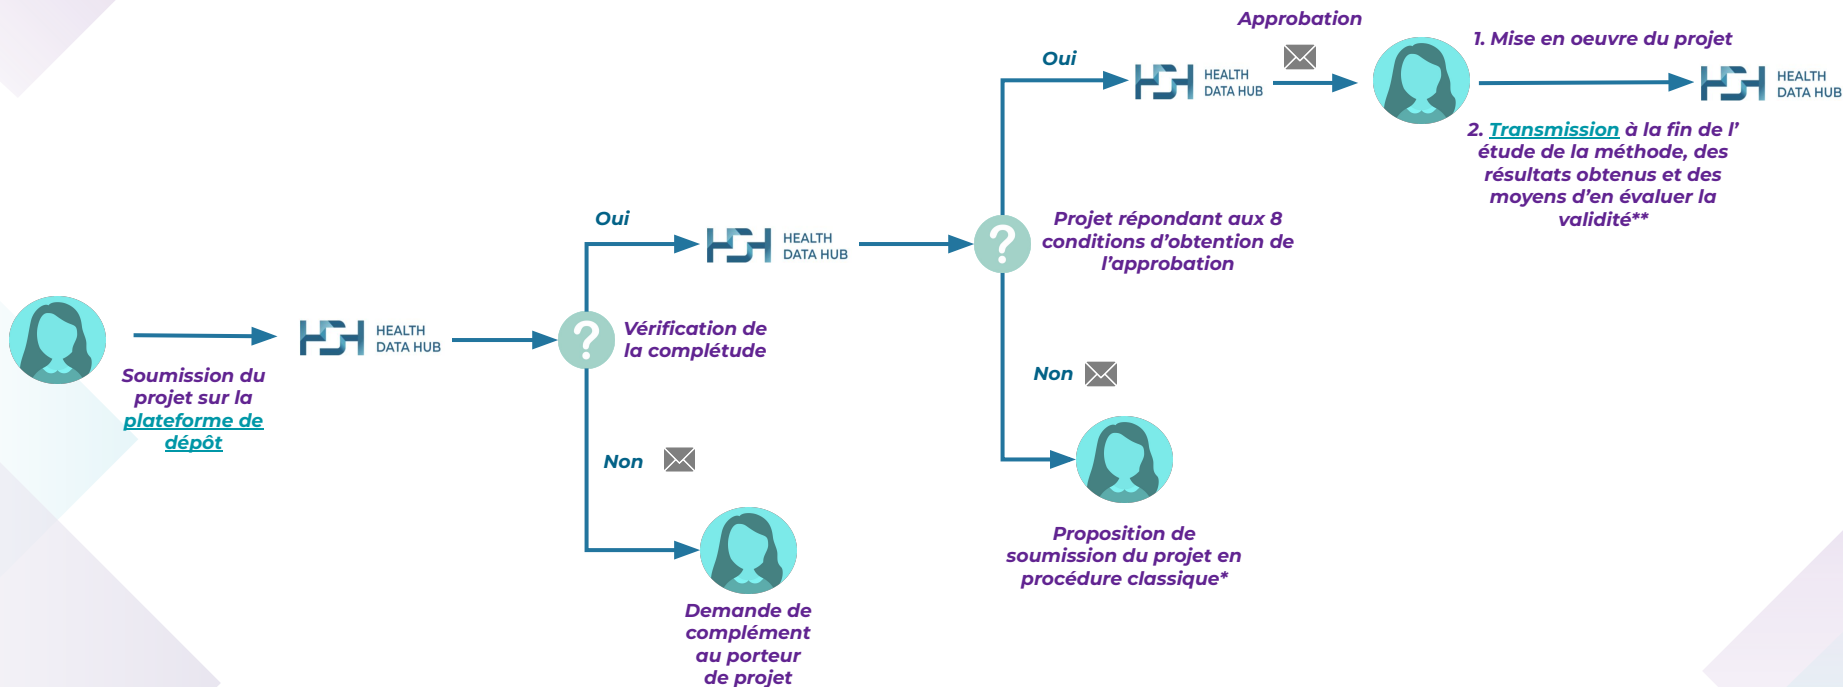 Soumission du
projet sur la
plateforme de
dépôt
HEALTH
DATA HUB
Vérification de
la complétude
Oui
HEALTH
DATA HUB
Non
Demande de
complément
au porteur
de projet
Projet répondant aux 8
conditions d'obtention de
l'approbation
Oui
HEALTH
DATA HUB
Approbation
1. Mise en oeuvre du projet
2. Transmission à la fin de l'
étude de la méthode, des
résultats obtenus et des
moyens d'en évaluer la
validité**
HEALTH
DATA HUB
Non
Proposition de
soumission du projet en
procédure classique*